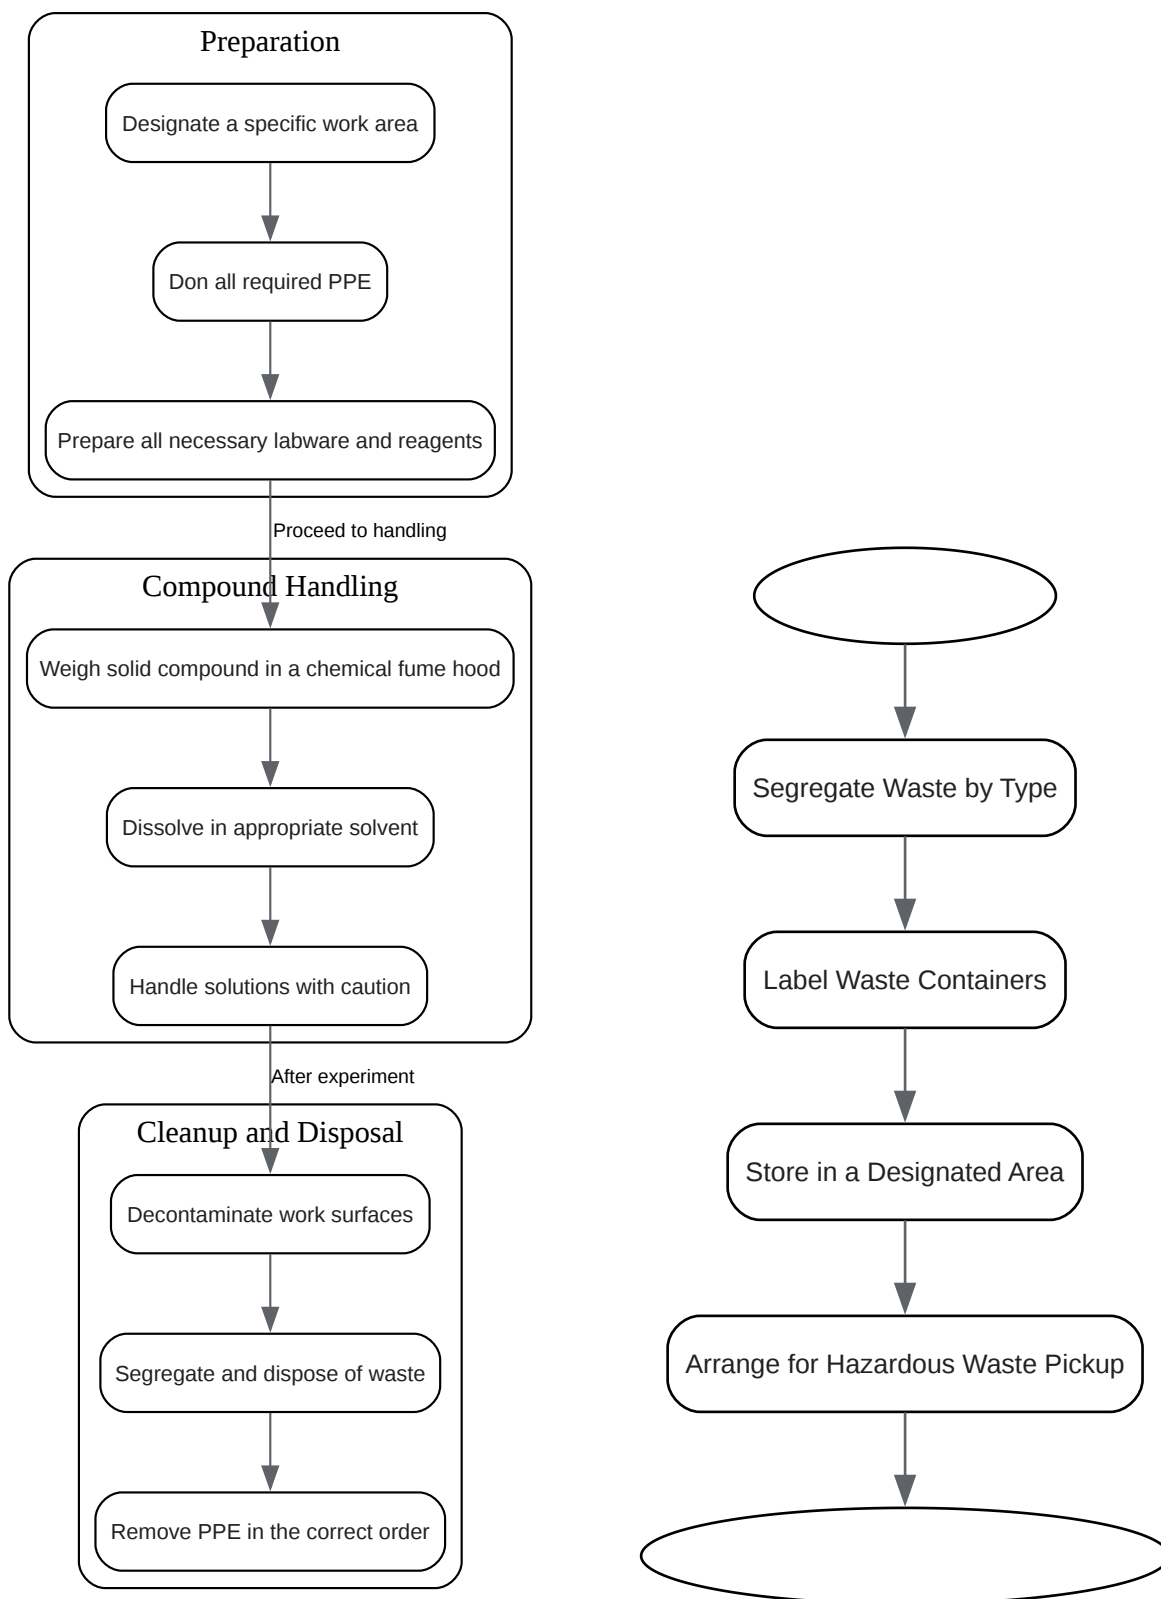 Preparation
Designate a specific work area
Don all required PPE
Prepare all necessary labware and reagents
Proceed to handling
Compound Handling
Weigh solid compound in a chemical fume hood
Dissolve in appropriate solvent
Handle solutions with caution
After experiment
Cleanup and Disposal
Decontaminate work surfaces
Segregate and dispose of waste
Remove PPE in the correct order
Segregate Waste by Type
Label Waste Containers
Store in a Designated Area
Arrange for Hazardous Waste Pickup